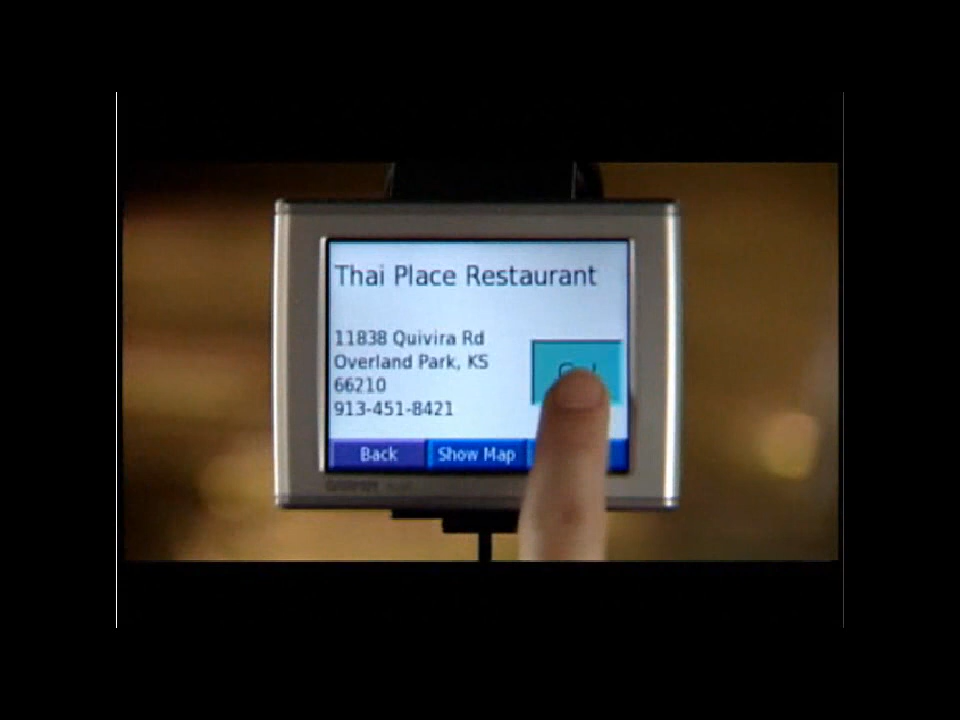 Thai Place Restaurant
11838 Quivira Rd
Overland Park, KS
66210
913-451-8421
Back
Show Map